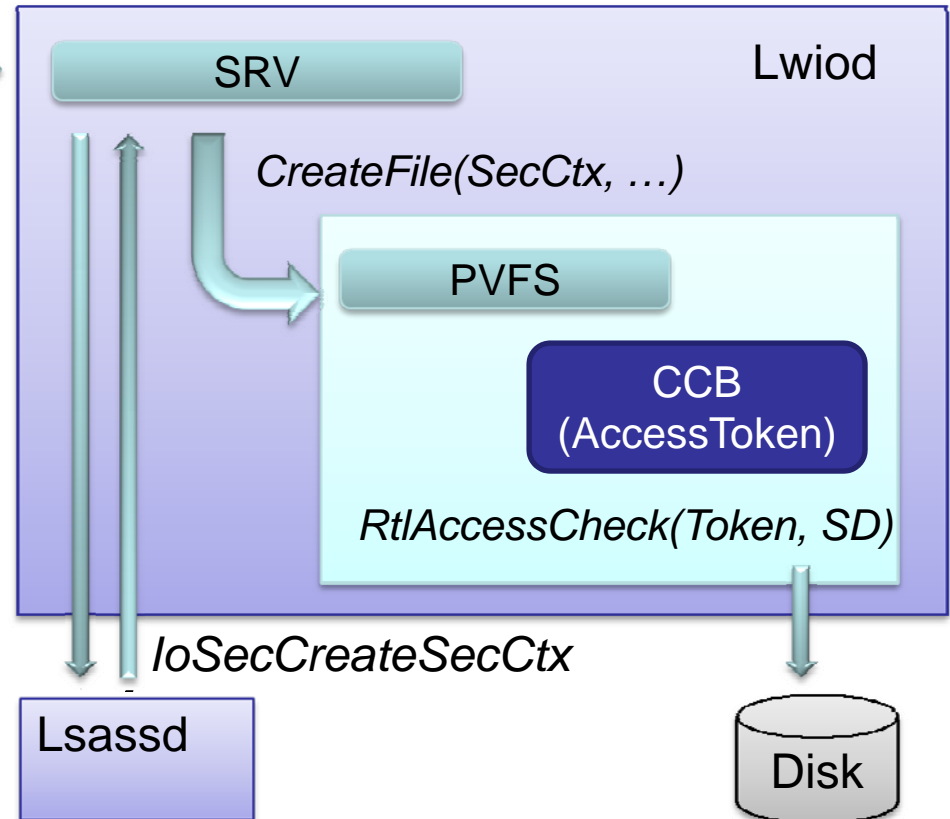 SRV
Lwiod
CreateFile(SecCtx, …)
PVFS
CCB
(AccessToken)
RtlAccessCheck(Token, SD)
IoSecCreateSecCtx
Lsassd
Disk